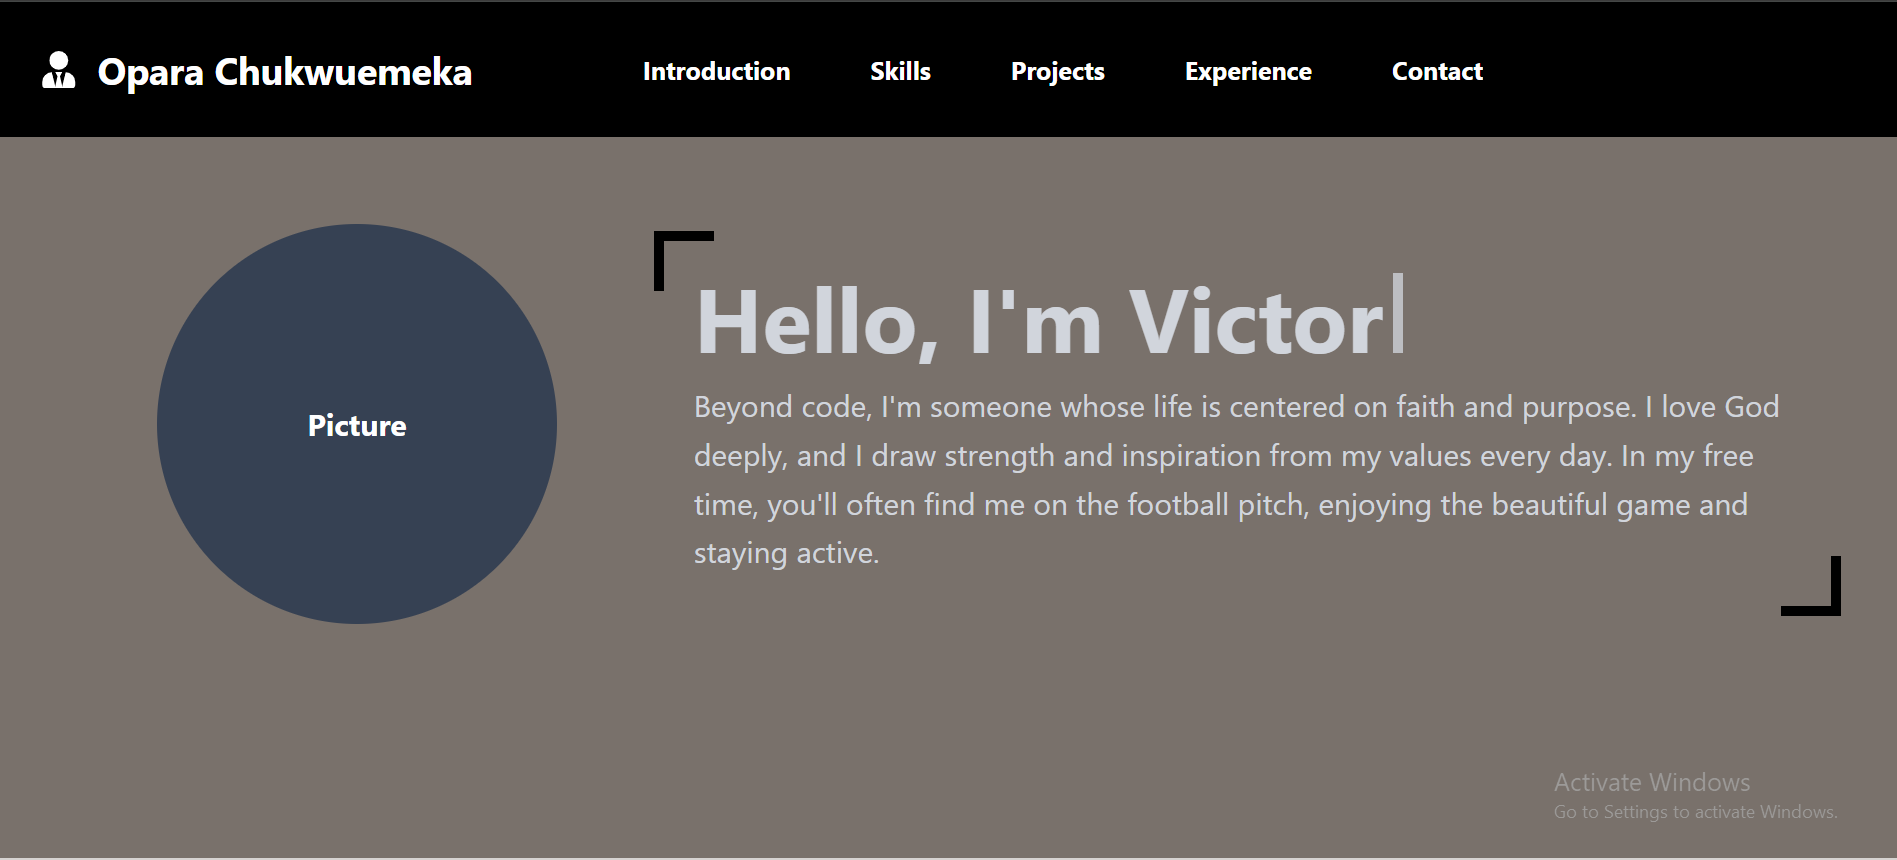 Opara Chukwuemeka
Introduction
Skills
Projects
Experience
Contact
Picture
Hello, I'm Victor
Beyond code, I'm someone whose life is centered on faith and purpose. I love God
deeply, and I draw strength and inspiration from my values every day. In my free
time, you'll often find me on the football pitch, enjoying the beautiful game and
staying active.
Activate Windows
Go to Settings to activate Windows.